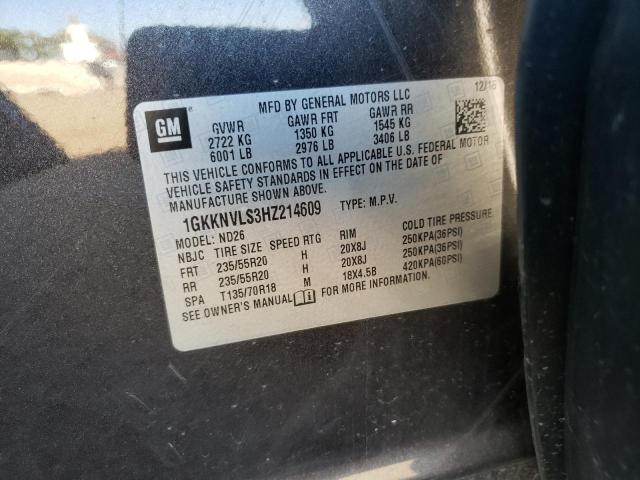 GM
MFD BY GENERAL MOTORS LLC 12/16
GVWR GAWR FRT GAWR RR
2722 KG 1350 KG 1545 KG
6001 LB 2976 LB 3406 LB
THIS VEHICLE CONFORMS TO ALL APPLICABLE U.S. FEDERAL MOTOR
VEHICLE SAFETY STANDARDS IN EFFECT ON THE DATE OF
MANUFACTURE SHOWN ABOVE.
1GKKNVLS3HZ214609 TYPE: M.P.V.
MODEL: ND26
NBJC TIRE SIZE SPEED RTG RIM COLD TIRE PRESSURE
FRT 235/55R20 H 20X8J 250KPA(36PSI)
RR 235/55R20 H 20X8J 250KPA(36PSI)
SPA T135/70R18 M 18X4.5B 420KPA(60PSI)
SEE OWNER'S MANUAL FOR MORE INFORMATION.